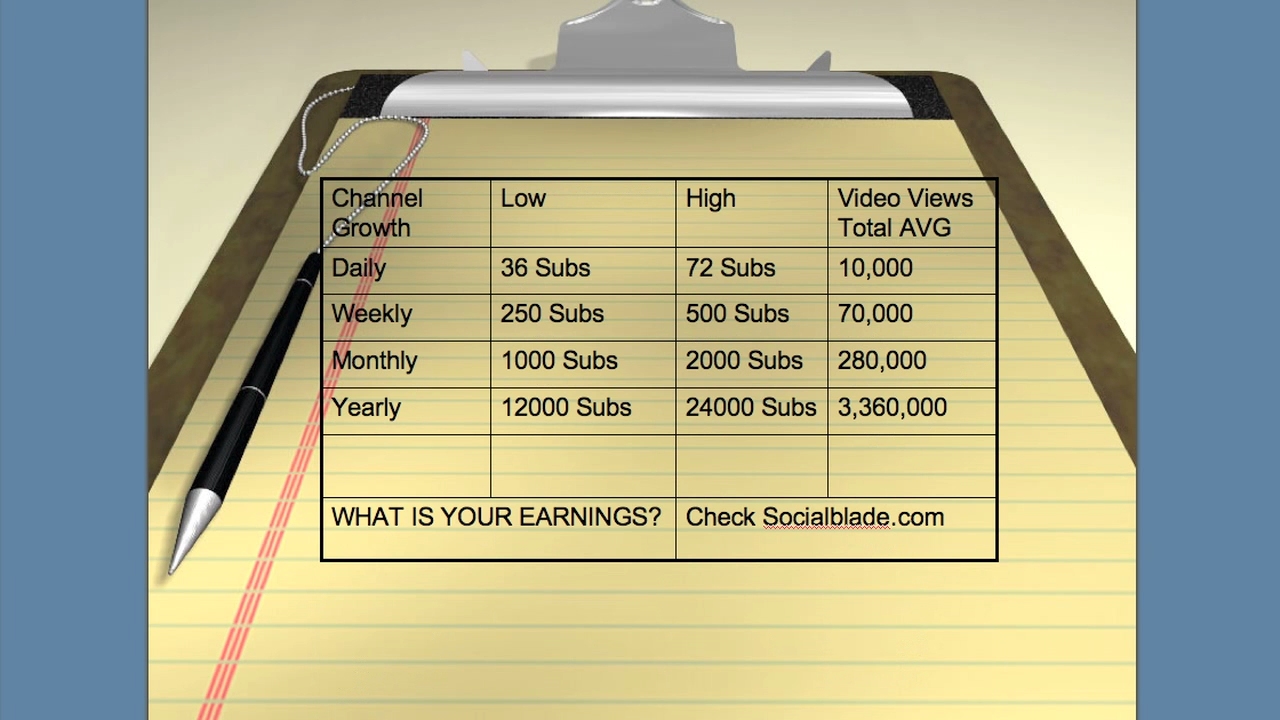 Channel Growth Low High Video Views Total AVG
Daily 36 Subs 72 Subs 10,000
Weekly 250 Subs 500 Subs 70,000
Monthly 1000 Subs 2000 Subs 280,000
Yearly 12000 Subs 24000 Subs 3,360,000
WHAT IS YOUR EARNINGS? Check Socialblade.com